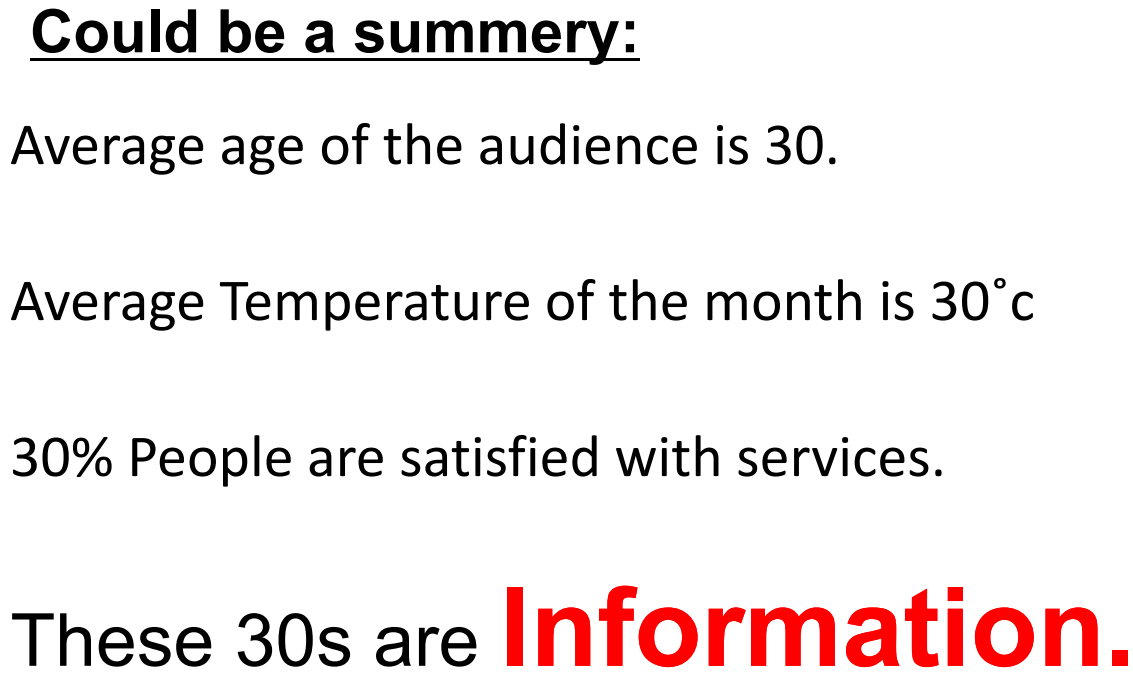 Could be a summery:
Average age of the audience is 30.
Average Temperature of the month is 30˚c
30% People are satisfied with services.
These 30s are Information.